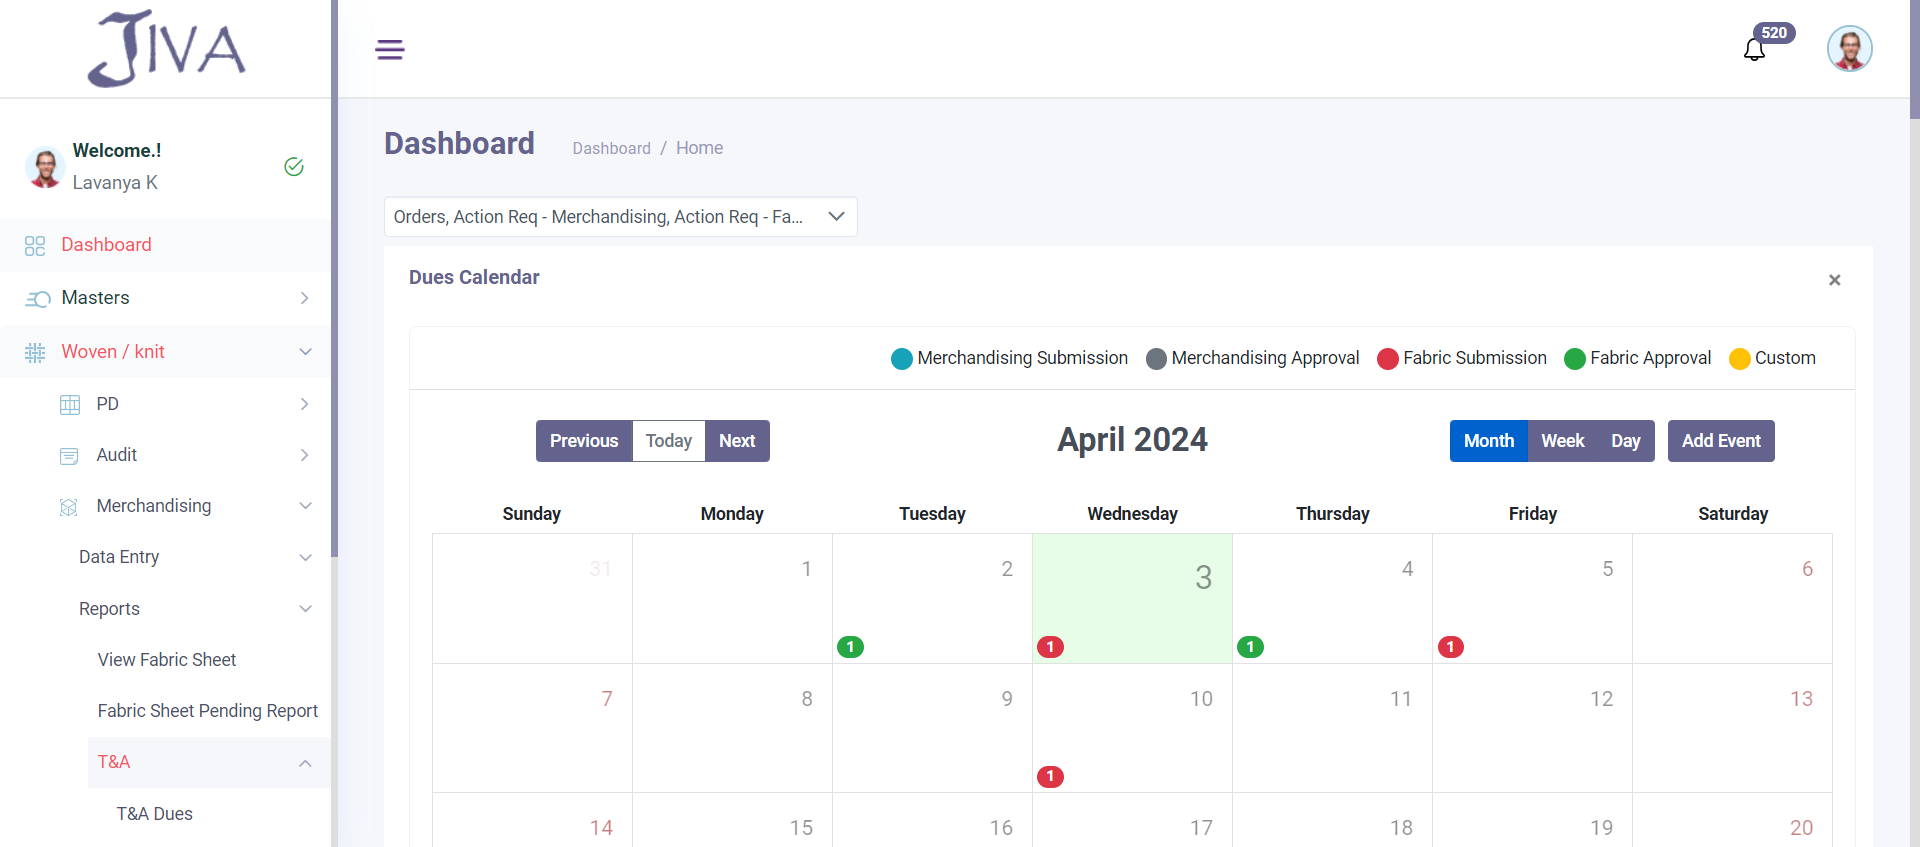 JIVA
520
Welcome.!
Lavanya K
Dashboard
Masters
Woven / knit
PD
Audit
Merchandising
Data Entry
Reports
View Fabric Sheet
Fabric Sheet Pending Report
T&A
T&A Dues
Dashboard
Dashboard / Home
Orders, Action Req - Merchandising, Action Req - Fa...
Dues Calendar
×
Merchandising Submission Merchandising Approval Fabric Submission Fabric Approval Custom
Previous Today Next
April 2024
Month Week Day Add Event
Sunday Monday Tuesday Wednesday Thursday Friday Saturday
31 1 2 3 4 5 6
1 1 1 1
7 8 9 10 11 12 13
1
14 15 16 17 18 19 20